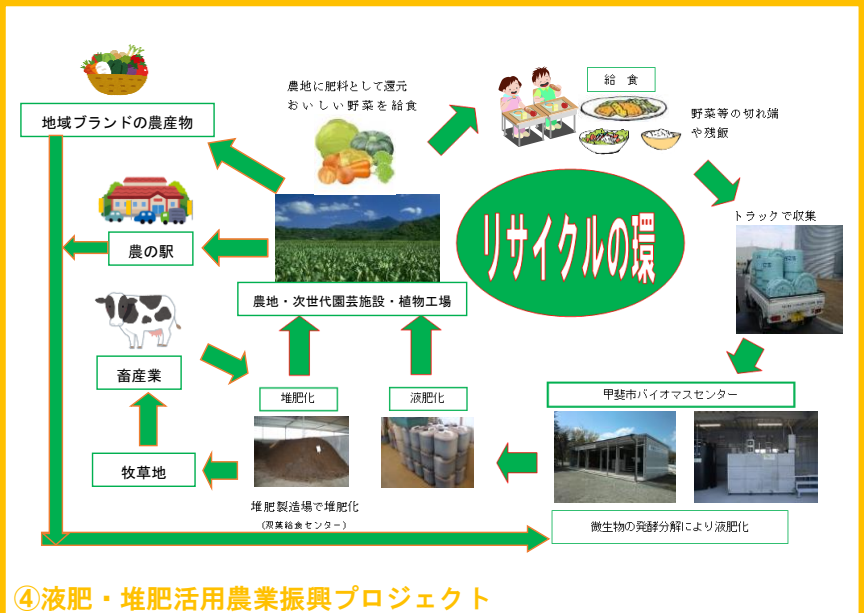 農地に肥料として還元
おいしい野菜を給食
給 食
野菜等の切れ端
や残飯
地域ブランドの農産物
リサイクルの環
トラックで収集
農の駅
農地・次世代園芸施設・植物工場
畜産業
堆肥化
液肥化
甲斐市バイオマスセンター
牧草地
堆肥製造場で堆肥化
(双葉給食センター)
微生物の発酵分解により液肥化
④液肥・堆肥活用農業振興プロジェクト